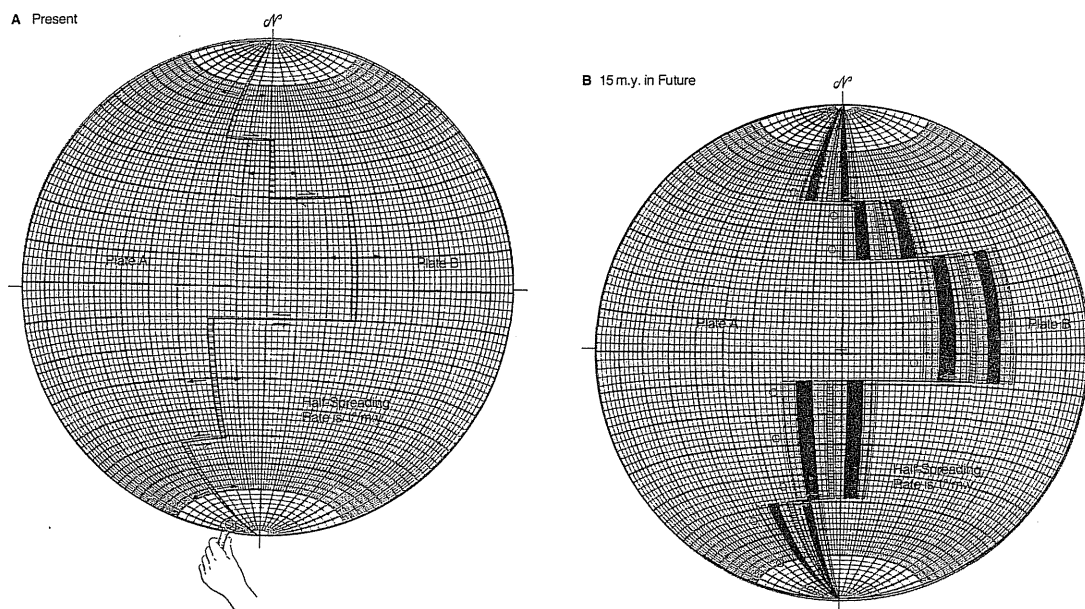 A Present
N
Plate A
Plate B
Half-Spreading
Rate is 1°/m.y.
B 15 m.y. in Future
N
Plate A
Plate B
Half-Spreading
Rate is 1°/m.y.